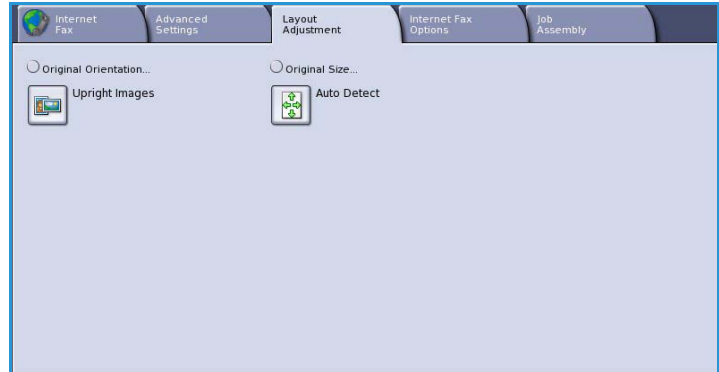 Internet
Fax
Advanced
Settings
Layout
Adjustment
Internet Fax
Options
Job
Assembly
Original Orientation...
Original Size...
Upright Images
Auto Detect